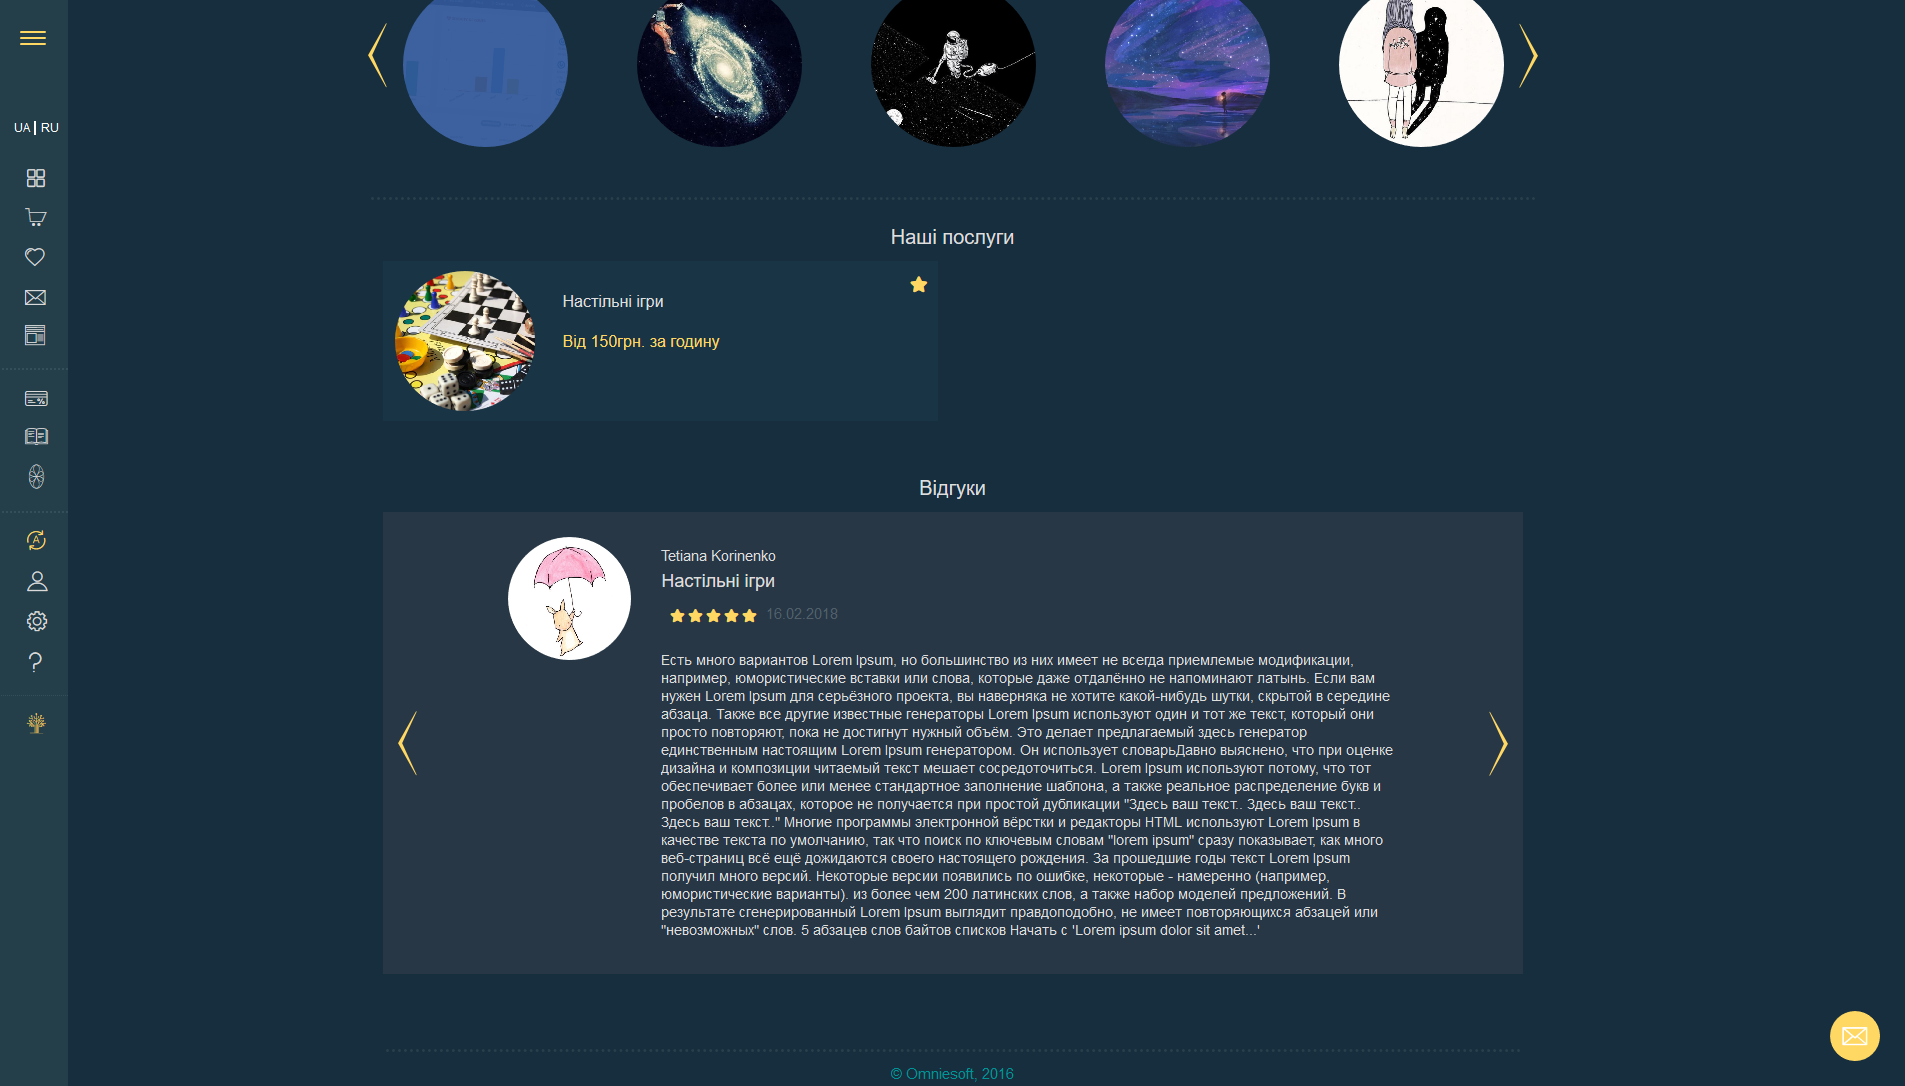 UA | RU
Наші послуги
Настільні ігри
Від 150грн. за годину
Відгуки
Tetiana Korinenko
Настільні ігри
16.02.2018
Есть много вариантов Lorem Ipsum, но большинство из них имеет не всегда приемлемые модификации,
например, юмористические вставки или слова, которые даже отдалённо не напоминают латынь. Если вам
нужен Lorem Ipsum для серьёзного проекта, вы наверняка не хотите какой-нибудь шутки, скрытой в середине
абзаца. Также все другие известные генераторы Lorem Ipsum используют один и тот же текст, который они
просто повторяют, пока не достигнут нужный объём. Это делает предлагаемый здесь генератор
единственным настоящим Lorem Ipsum генератором. Он использует словарьДавно выяснено, что при оценке
дизайна и композиции читаемый текст мешает сосредоточиться. Lorem Ipsum используют потому, что тот
обеспечивает более или менее стандартное заполнение шаблона, а также реальное распределение букв и
пробелов в абзацах, которое не получается при простой дубликации "Здесь ваш текст.. Здесь ваш текст..
Здесь ваш текст.." Многие программы электронной вёрстки и редакторы HTML используют Lorem Ipsum в
качестве текста по умолчанию, так что поиск по ключевым словам "lorem ipsum" сразу показывает, как много
веб-страниц всё ещё дожидаются своего настоящего рождения. За прошедшие годы текст Lorem Ipsum
получил много версий. Некоторые версии появились по ошибке, некоторые - намеренно (например,
юмористические варианты). из более чем 200 латинских слов, а также набор моделей предложений. В
результате сгенерированный Lorem Ipsum выглядит правдоподобно, не имеет повторяющихся абзацей или
"невозможных" слов. 5 абзацев слов байтов списков Начать с 'Lorem ipsum dolor sit amet...'
© Omniesoft, 2016